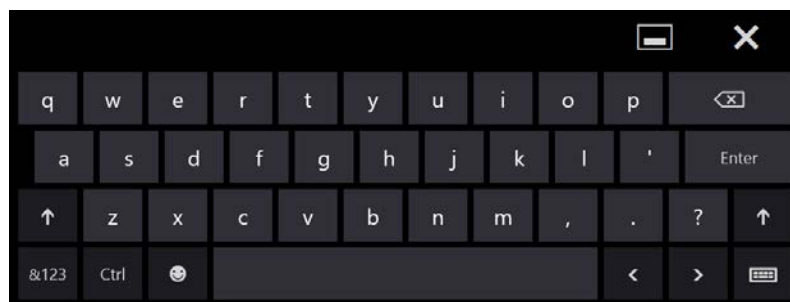 q w e r t y u i o p
a s d f g h j k l ' Enter
z x c v b n m , . ?
&123 Ctrl < >